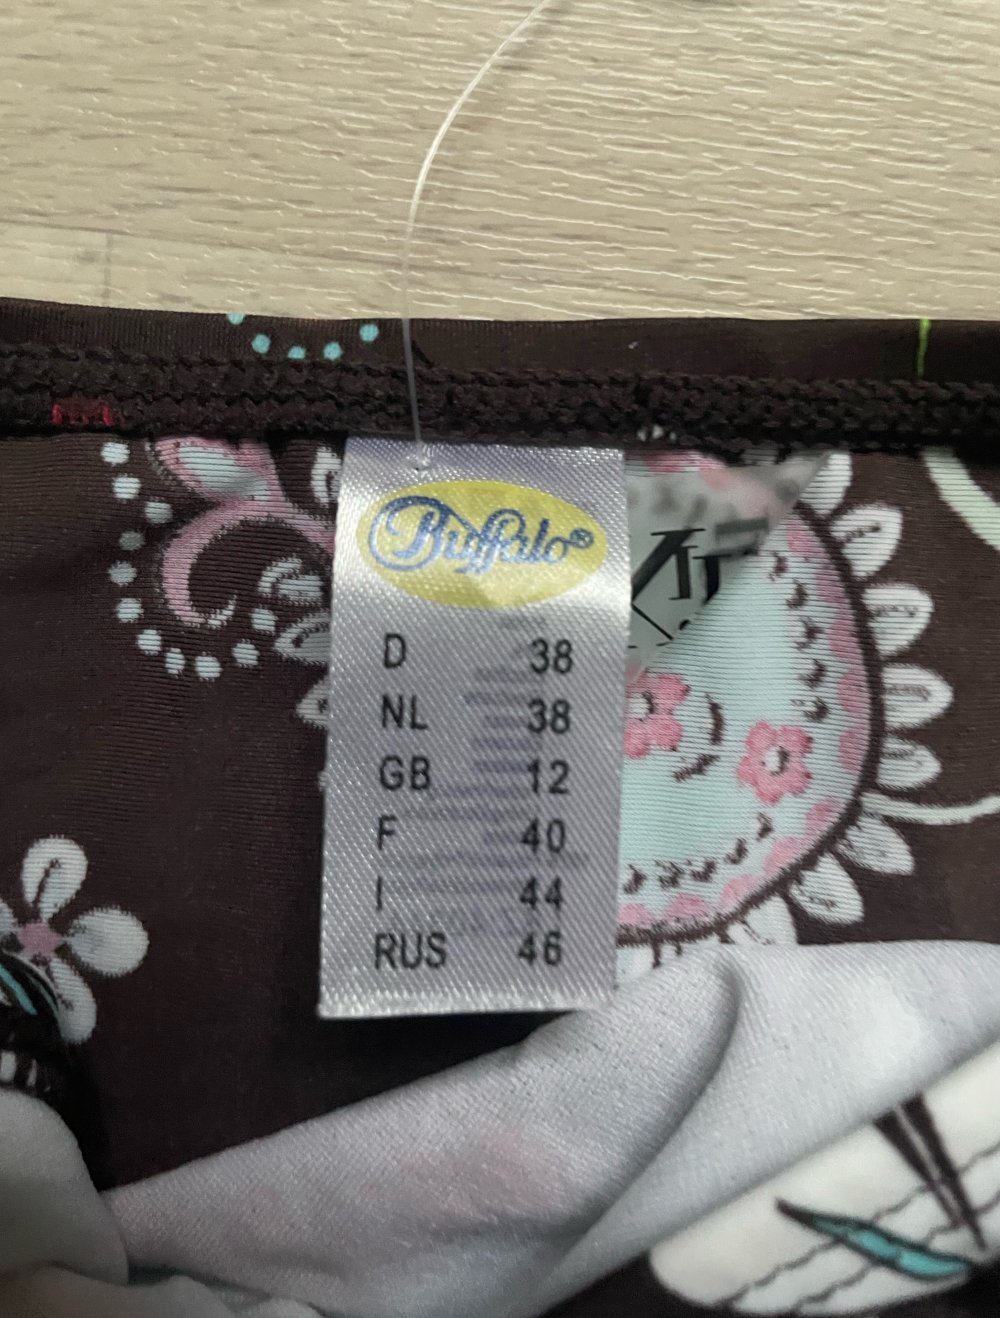 Buffalo®
D 38
NL 38
GB 12
F 40
I 44
RUS 46